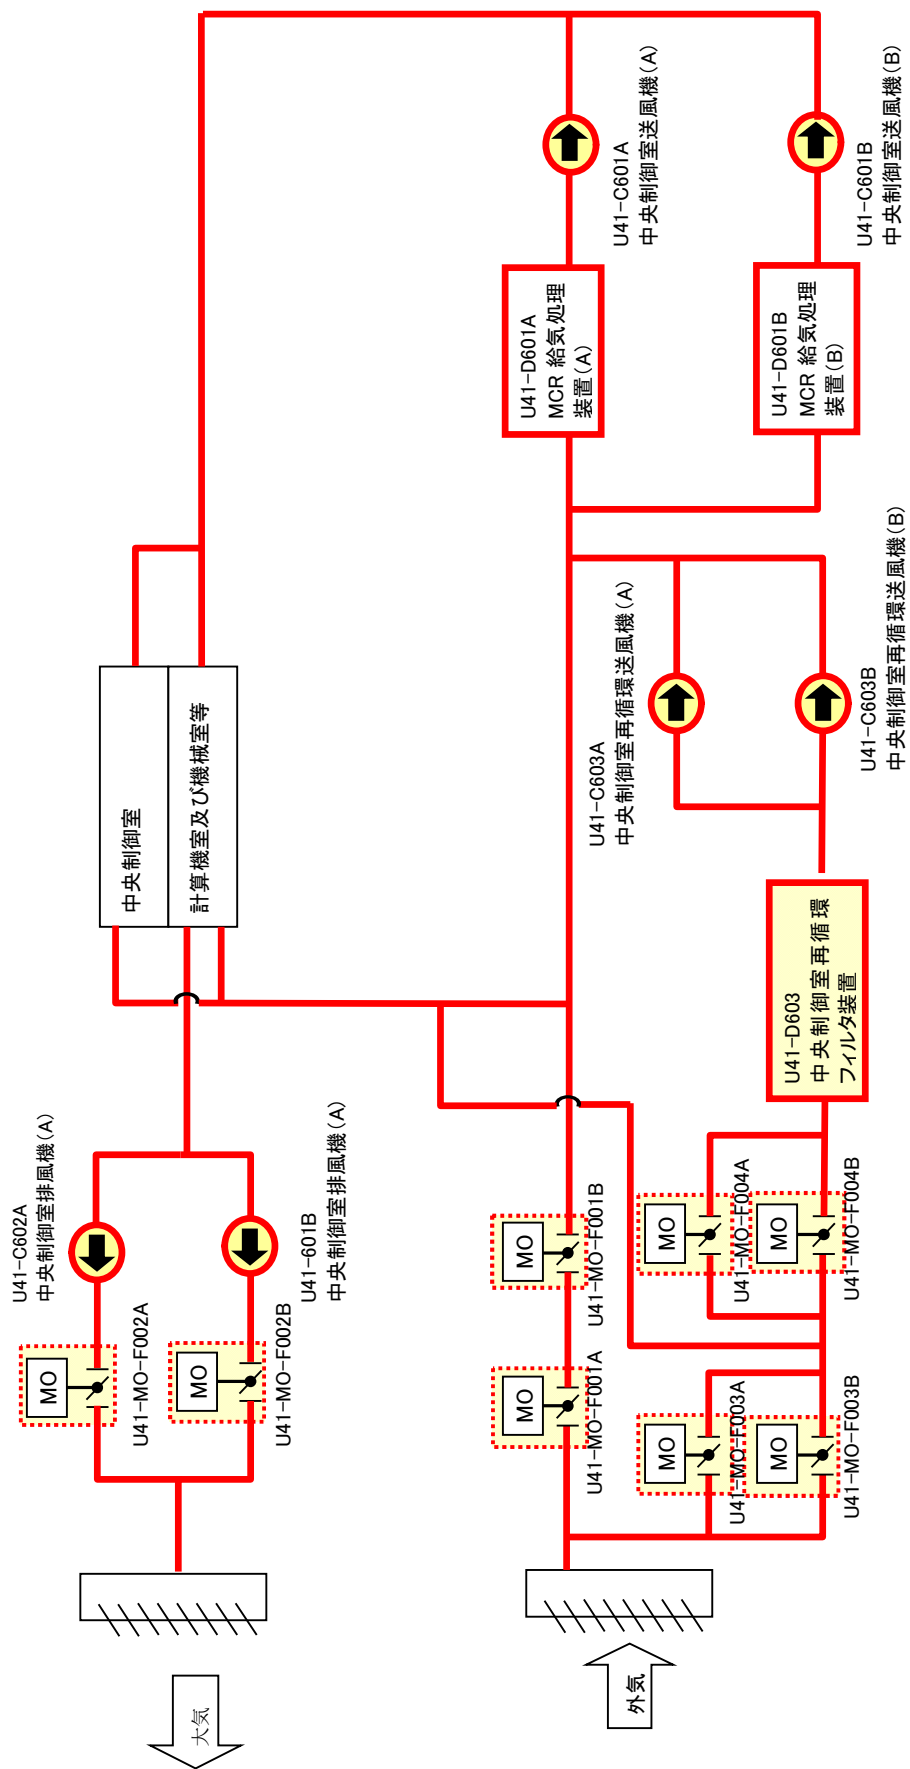 大気
U41-C602A
中央制御室排風機(A)
MO
U41-MO-F002A
MO
U41-MO-F002B
U41-601B
中央制御室排風機(A)
中央制御室
計算機室及び機械室等
外気
MO
U41-MO-F001A
MO
U41-MO-F001B
MO
U41-MO-F003A
MO
U41-MO-F003B
MO
U41-MO-F004A
MO
U41-MO-F004B
U41-D603
中央制御室再循環
フィルタ装置
U41-C603A
中央制御室再循環送風機(A)
U41-C603B
中央制御室再循環送風機(B)
U41-D601A
MCR 給気処理
装置(A)
U41-D601B
MCR 給気処理
装置(B)
U41-C601A
中央制御室送風機(A)
U41-C601B
中央制御室送風機(B)